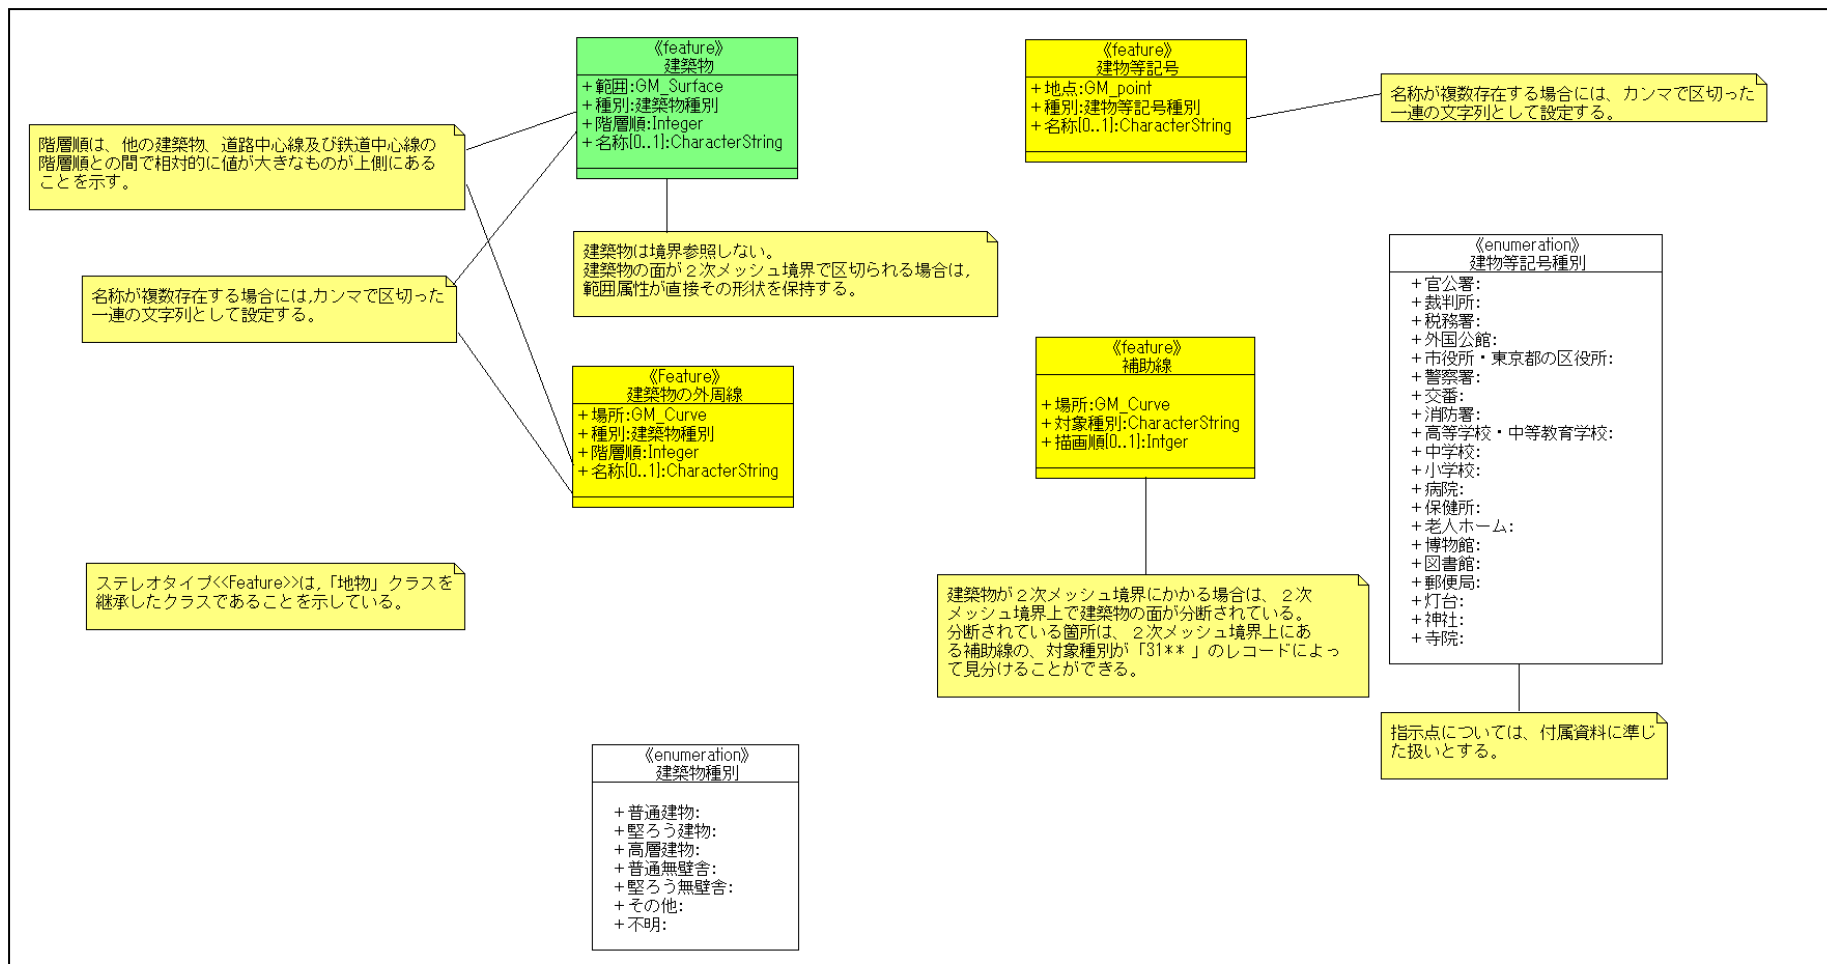 《feature》
建築物
+範囲:GM_Surface
+種別:建築物種別
+階層順:Integer
+名称[0..1]:CharacterString
《feature》
建物等記号
+地点:GM_point
+種別:建物等記号種別
+名称[0..1]:CharacterString
名称が複数存在する場合には、カンマで区切った
一連の文字列として設定する。
階層順は、他の建築物、道路中心線及び鉄道中心線の
階層順との間で相対的に値が大きなものが上側にある
ことを示す。
建築物は境界参照しない。
建築物の面が２次メッシュ境界で区切られる場合は,
範囲属性が直接その形状を保持する。
名称が複数存在する場合には,カンマで区切った
一連の文字列として設定する。
《Feature》
建築物の外周線
+場所:GM_Curve
+種別:建築物種別
+階層順:Integer
+名称[0..1]:CharacterString
《feature》
補助線
+場所:GM_Curve
+対象種別:CharacterString
+描画順[0..1]:Intger
《enumeration》
建物等記号種別
+官公署:
+裁判所:
+税務署:
+外国公館:
+市役所・東京都の区役所:
+警察署:
+交番:
+消防署:
+高等学校・中等教育学校:
+中学校:
+小学校:
+病院:
+保健所:
+老人ホーム:
+博物館:
+図書館:
+郵便局:
+灯台:
+神社:
+寺院:
ステレオタイプ<<Feature>>は,「地物」クラスを
継承したクラスであることを示している。
建築物が２次メッシュ境界にかかる場合は、２次
メッシュ境界上で建築物の面が分断されている。
分断されている箇所は、２次メッシュ境界上にあ
る補助線の、対象種別が「31**」のレコードによっ
て見分けることができる。
指示点については、付属資料に準じ
た扱いとする。
《enumeration》
建築物種別
+普通建物:
+堅ろう建物:
+高層建物:
+普通無壁舎:
+堅ろう無壁舎:
+その他:
+不明: